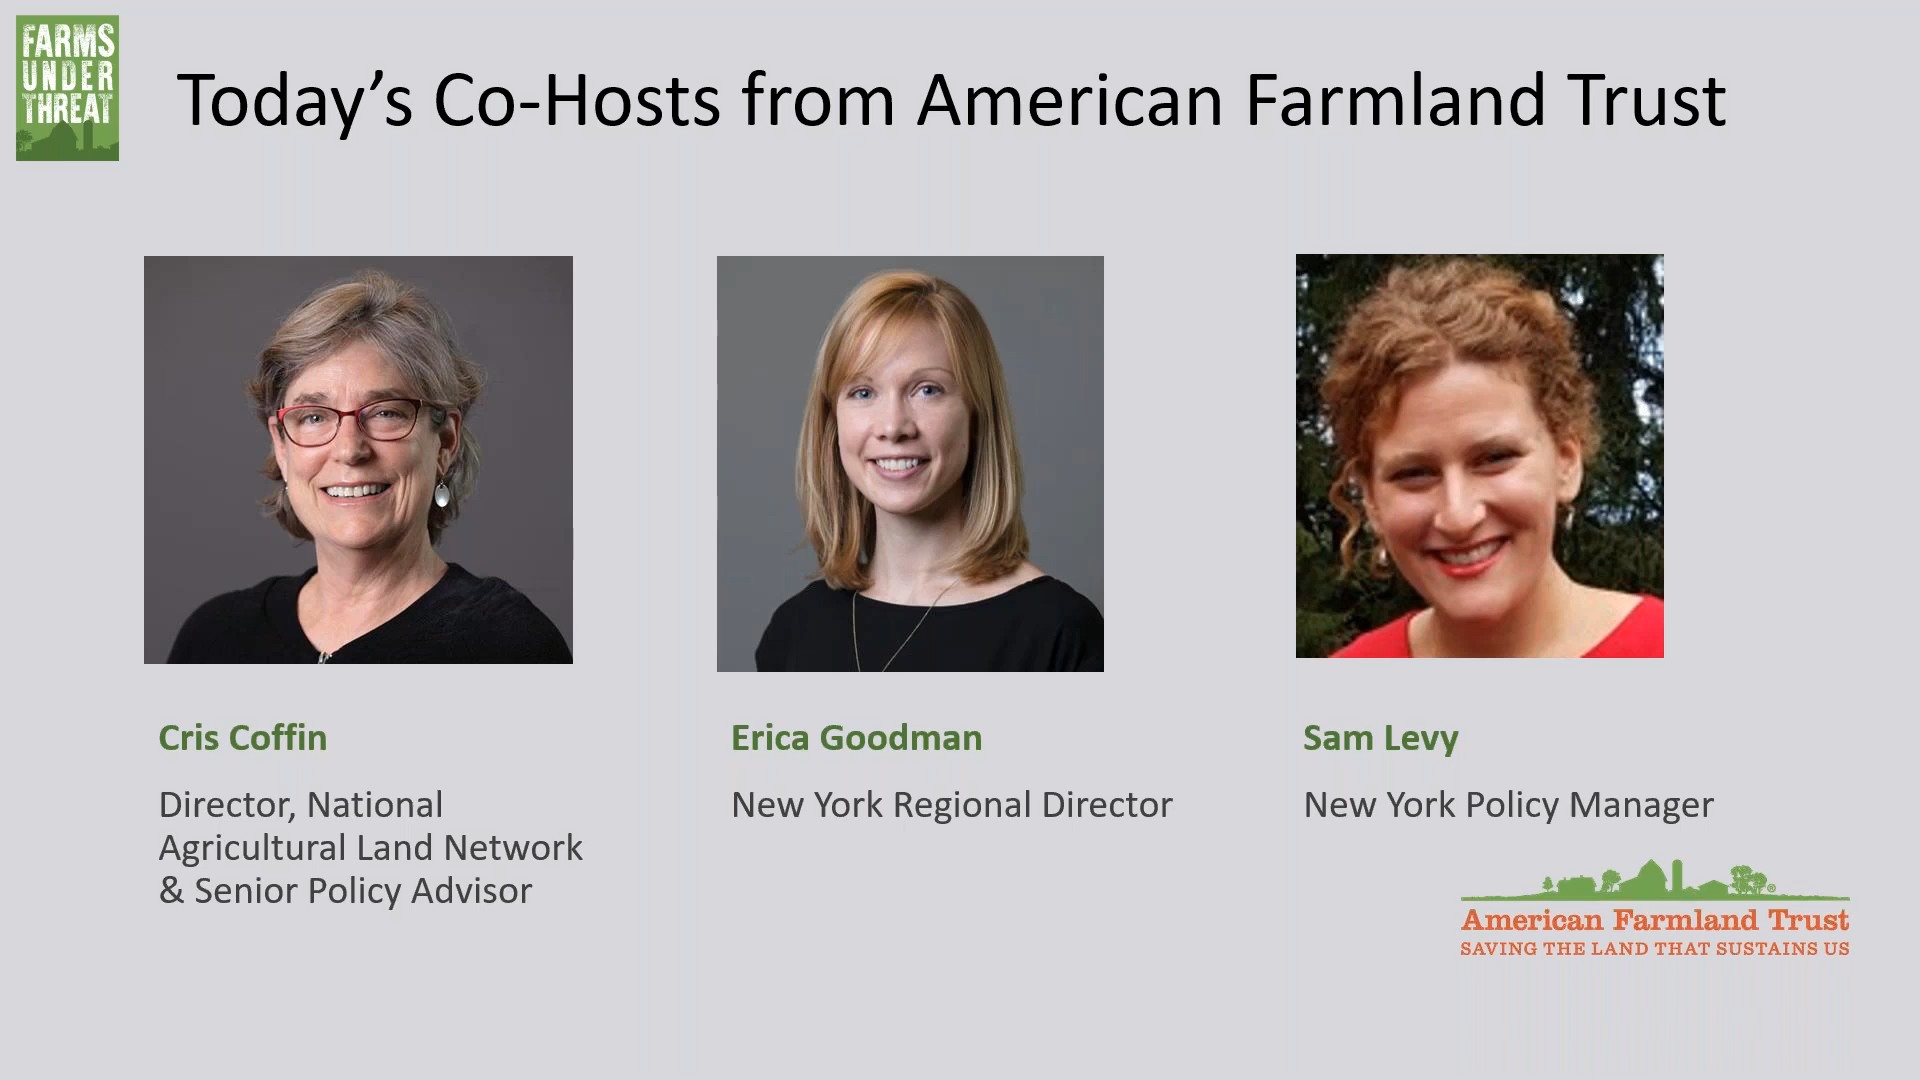 FARMS
UNDER
THREAT
Today’s Co-Hosts from American Farmland Trust
Cris Coffin
Director, National
Agricultural Land Network
& Senior Policy Advisor
Erica Goodman
New York Regional Director
Sam Levy
New York Policy Manager
®
American Farmland Trust
SAVING THE LAND THAT SUSTAINS US